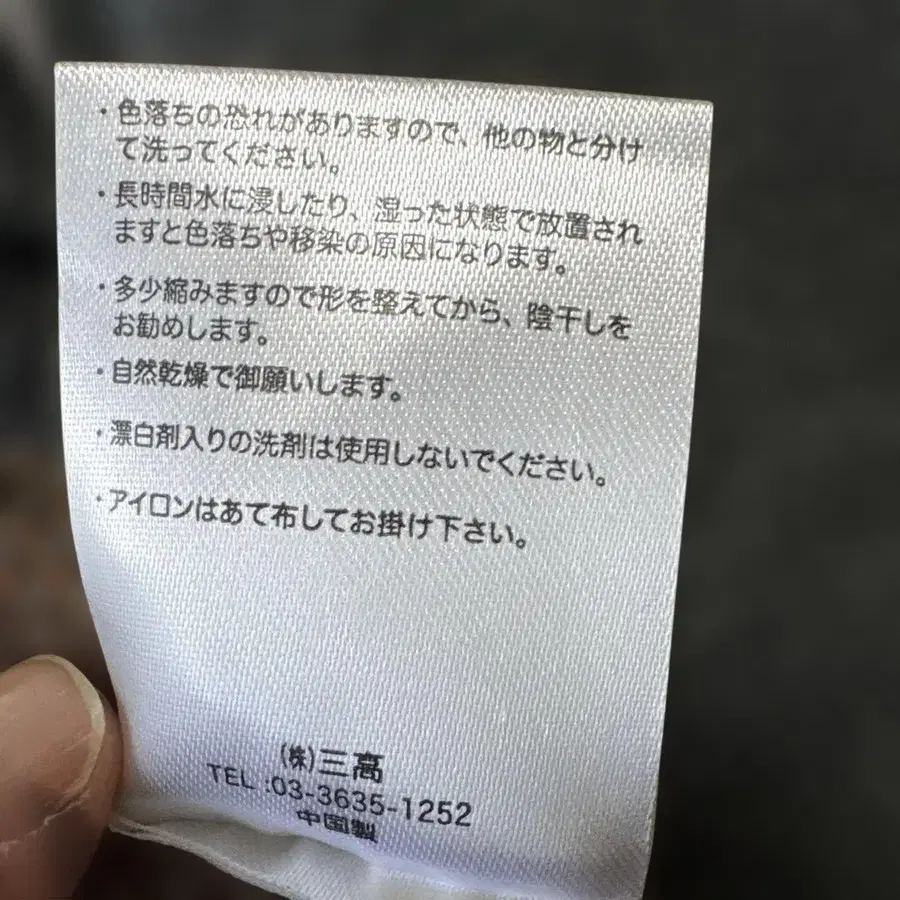 ・色落ちの恐れがありますので、他の物と分け
て洗ってください。
・長時間水に浸したり、湿った状態で放置され
ますと色落ちや移染の原因になります。
・多少縮みますので形を整えてから、陰干しを
お勧めします。
・自然乾燥で御願いします。
・漂白剤入りの洗剤は使用しないでください。
・アイロンはあて布してお掛け下さい。
(株)三高
TEL :03-3635-1252
中国製